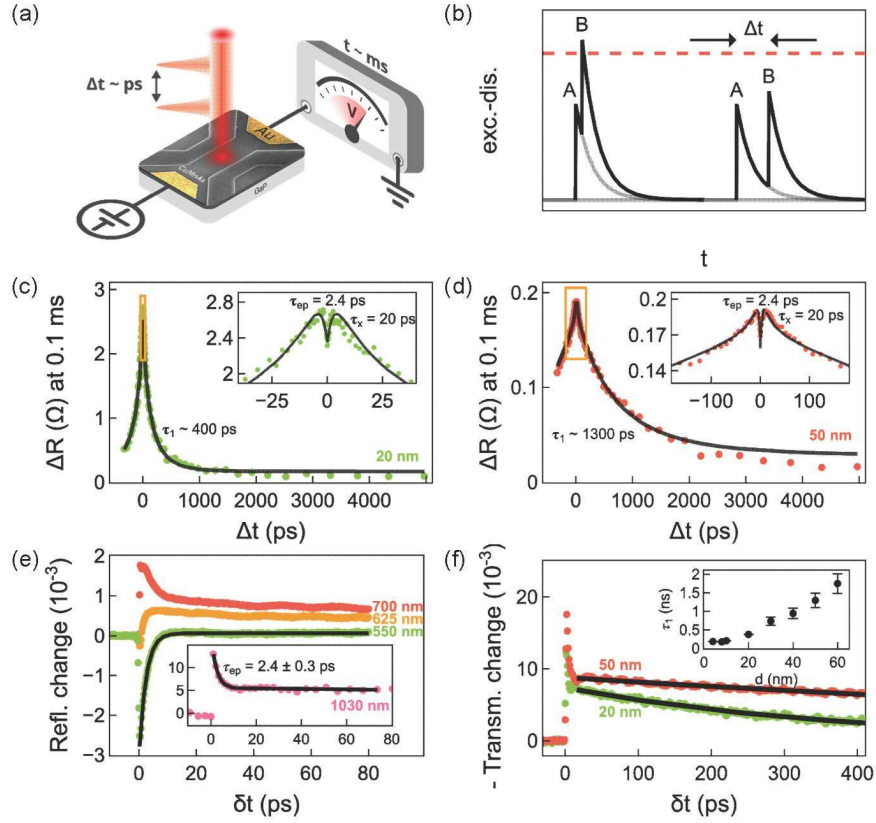 (a)
Δt ~ ps
t ~ ms
V
Au
CuMnAs
GaP
(b)
exc.-dis.
A
B
A
B
Δt
t
(c)
ΔR (Ω) at 0.1 ms
3
2
1
0
0 1000 2000 3000 4000
Δt (ps)
τ1 ~ 400 ps
20 nm
2.8
2.4
2
−25 0 25
τep = 2.4 ps
τx = 20 ps
(d)
ΔR (Ω) at 0.1 ms
0.2
0.1
0
0 1000 2000 3000 4000
Δt (ps)
τ1 ~ 1300 ps
50 nm
0.19
0.17
0.14
−100 0 100
τep = 2.4 ps
τx = 20 ps
(e)
Refl. change (10-3)
2
1
0
−1
−2
−3
0 20 40 60 80
δt (ps)
700 nm
625 nm
550 nm
10
5
0
0 20 40 60 80
τep = 2.4 ± 0.3 ps
1030 nm
(f)
- Transm. change (10-3)
20
10
0
0 100 200 300 400
δt (ps)
50 nm
20 nm
τ1 (ns)
2
1.5
1
0.5
0
0 20 40 60
d (nm)